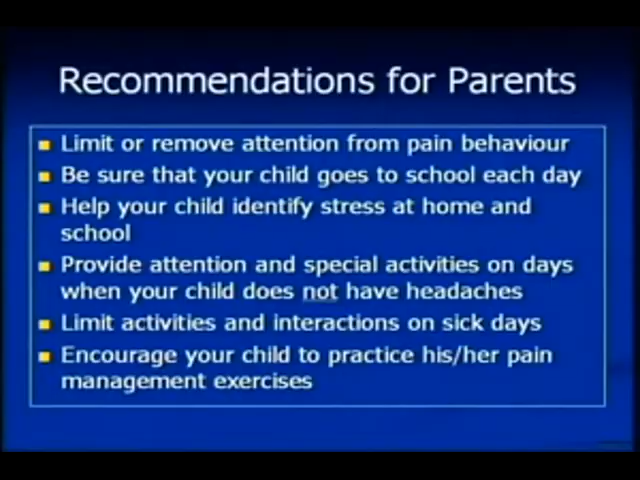 Recommendations for Parents
Limit or remove attention from pain behaviour
Be sure that your child goes to school each day
Help your child identify stress at home and
school
Provide attention and special activities on days
when your child does not have headaches
Limit activities and interactions on sick days
Encourage your child to practice his/her pain
management exercises